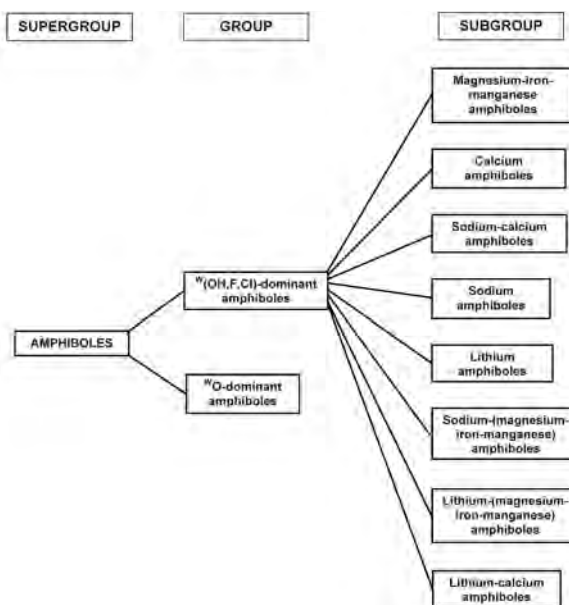 SUPERGROUP
GROUP
SUBGROUP
Magnesium-iron-
manganese
amphiboles
Calcium
amphiboles
Sodium-calcium
amphiboles
W(OH,F,Cl)-dominant
amphiboles
Sodium
amphiboles
AMPHIBOLES
Lithium
amphiboles
WO-dominant
amphiboles
Sodium-(magnesium-
iron-manganese)
amphiboles
Lithium-(magnesium-
iron-manganese)
amphiboles
Lithium-calcium
amphiboles